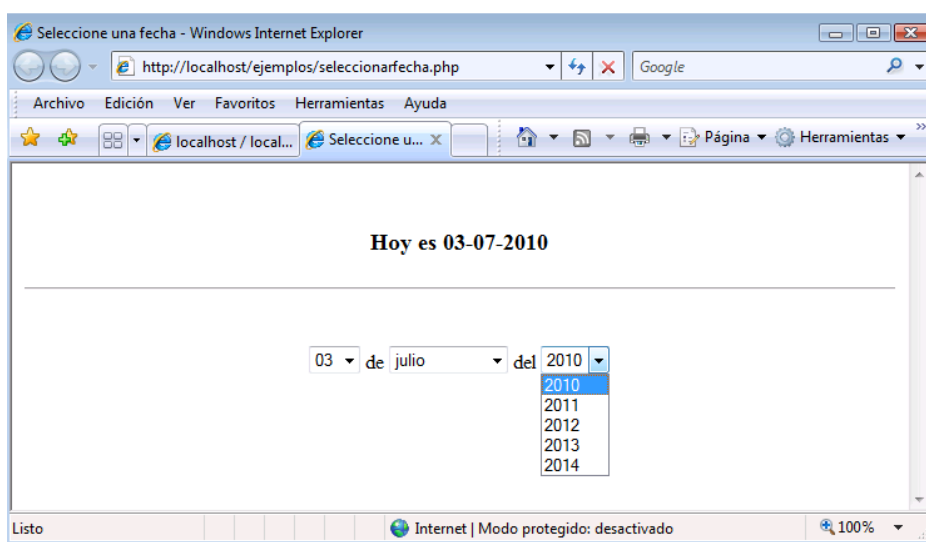 Seleccione una fecha - Windows Internet Explorer
http://localhost/ejemplos/seleccionarfecha.php Google
Archivo Edición Ver Favoritos Herramientas Ayuda
localhost / local... Seleccione u... X Página Herramientas »
Hoy es 03-07-2010
03 de julio del 2010
2010
2011
2012
2013
2014
Listo Internet | Modo protegido: desactivado 100%